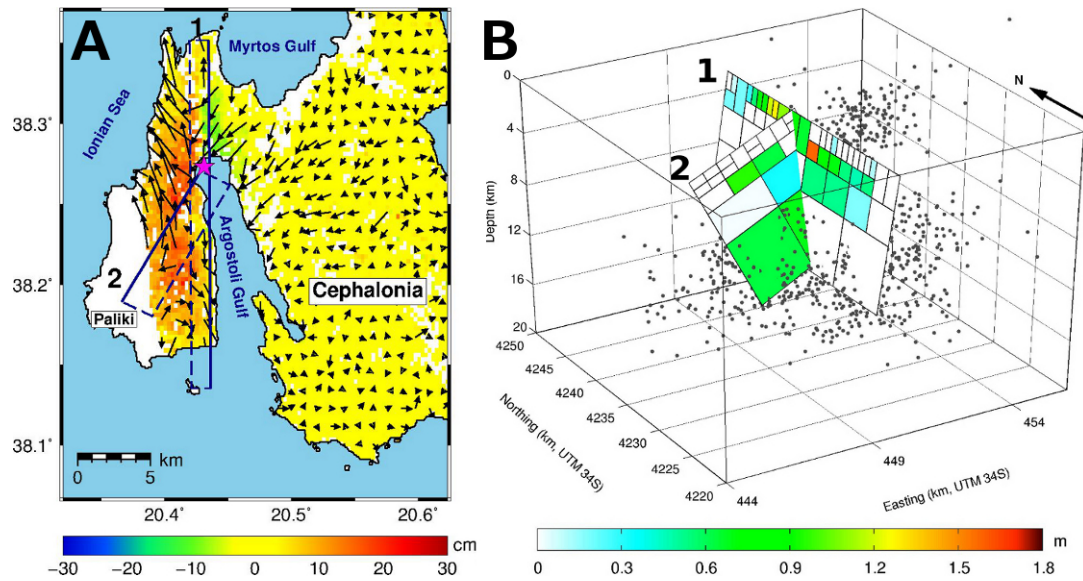 A
1
Myrtos Gulf
Ionian Sea
Argostoli Gulf
2
Paliki
Cephalonia
38.3˚
38.2˚
38.1˚
0 5 km
20.4˚ 20.5˚ 20.6˚
−30 −20 −10 0 10 20 30 cm
B
1
2
N
0
4
8
12
16
20
Depth (km)
4250
4245
4240
4235
4230
4225
4220
Northing (km, UTM 34S)
444
449
454
Easting (km, UTM 34S)
0 0.3 0.6 0.9 1.2 1.5 1.8 m